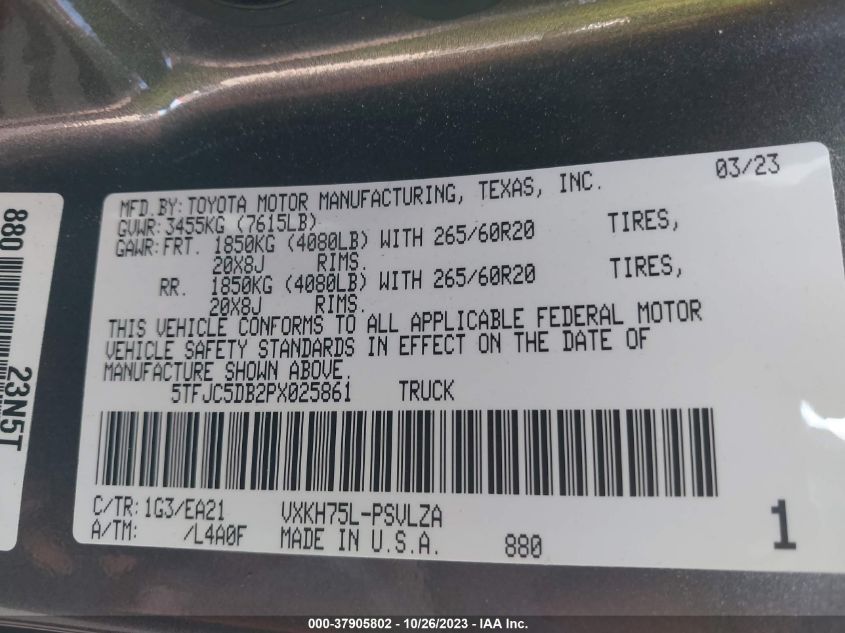 MFD.BY: TOYOTA MOTOR MANUFACTURING, TEXAS, INC. 03/23
GVWR: 3455KG (7615LB)
GAWR: FRT. 1850KG (4080LB) WITH 265/60R20 TIRES,
20X8J RIMS.
RR. 1850KG (4080LB) WITH 265/60R20 TIRES,
20X8J RIMS.
THIS VEHICLE CONFORMS TO ALL APPLICABLE FEDERAL MOTOR
VEHICLE SAFETY STANDARDS IN EFFECT ON THE DATE OF
MANUFACTURE SHOWN ABOVE.
5TFJC5DB2PX025861 TRUCK
C/TR: 1G3/EA21 VXKH75L-PSVLZA
A/TM: /L4A0F MADE IN U.S.A. 880 1
880
23N5T
000-37905802 - 10/26/2023 - IAA Inc.